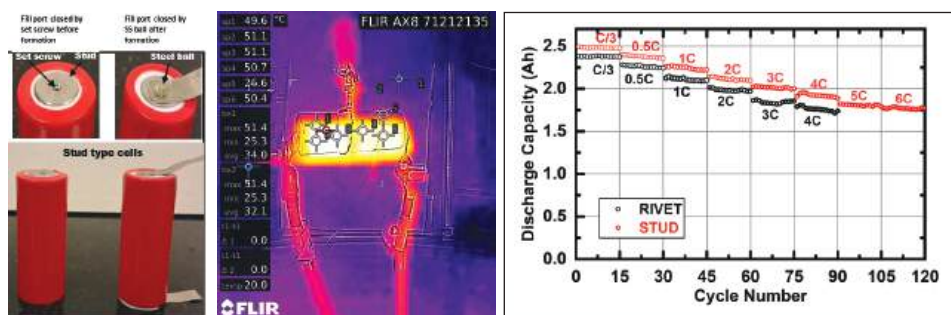 Fill port closed by
set screw before
formation
Fill port closed by
SS ball after
formation
Set screw
Stud
Steel ball
Stud type cells
sp1 49.6 °C
FLIR AX8 71212135
sp2 51.1
sp3 51.1
sp4 50.7
sp5 26.6
sp6 50.4
max 51.4
min 25.3
avg 34.0
max 51.4
min 25.3
avg 32.1
0.0
0.0
temp 20.0
FLIR
Discharge Capacity (Ah)
2.5
2.0
1.5
1.0
0.5
0.0
C/3
0.5C
1C
2C
3C
4C
5C
6C
C/3
0.5C
1C
2C
3C
4C
RIVET
STUD
0 15 30 45 60 75 90 105 120
Cycle Number